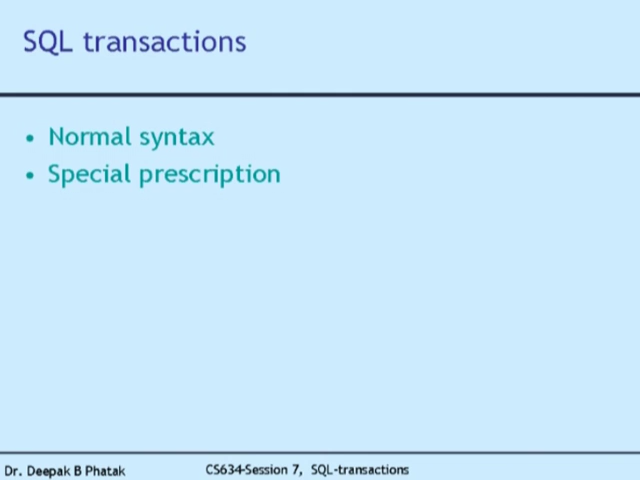 SQL transactions
• Normal syntax
• Special prescription
Dr. Deepak B Phatak CS634-Session 7, SQL-transactions